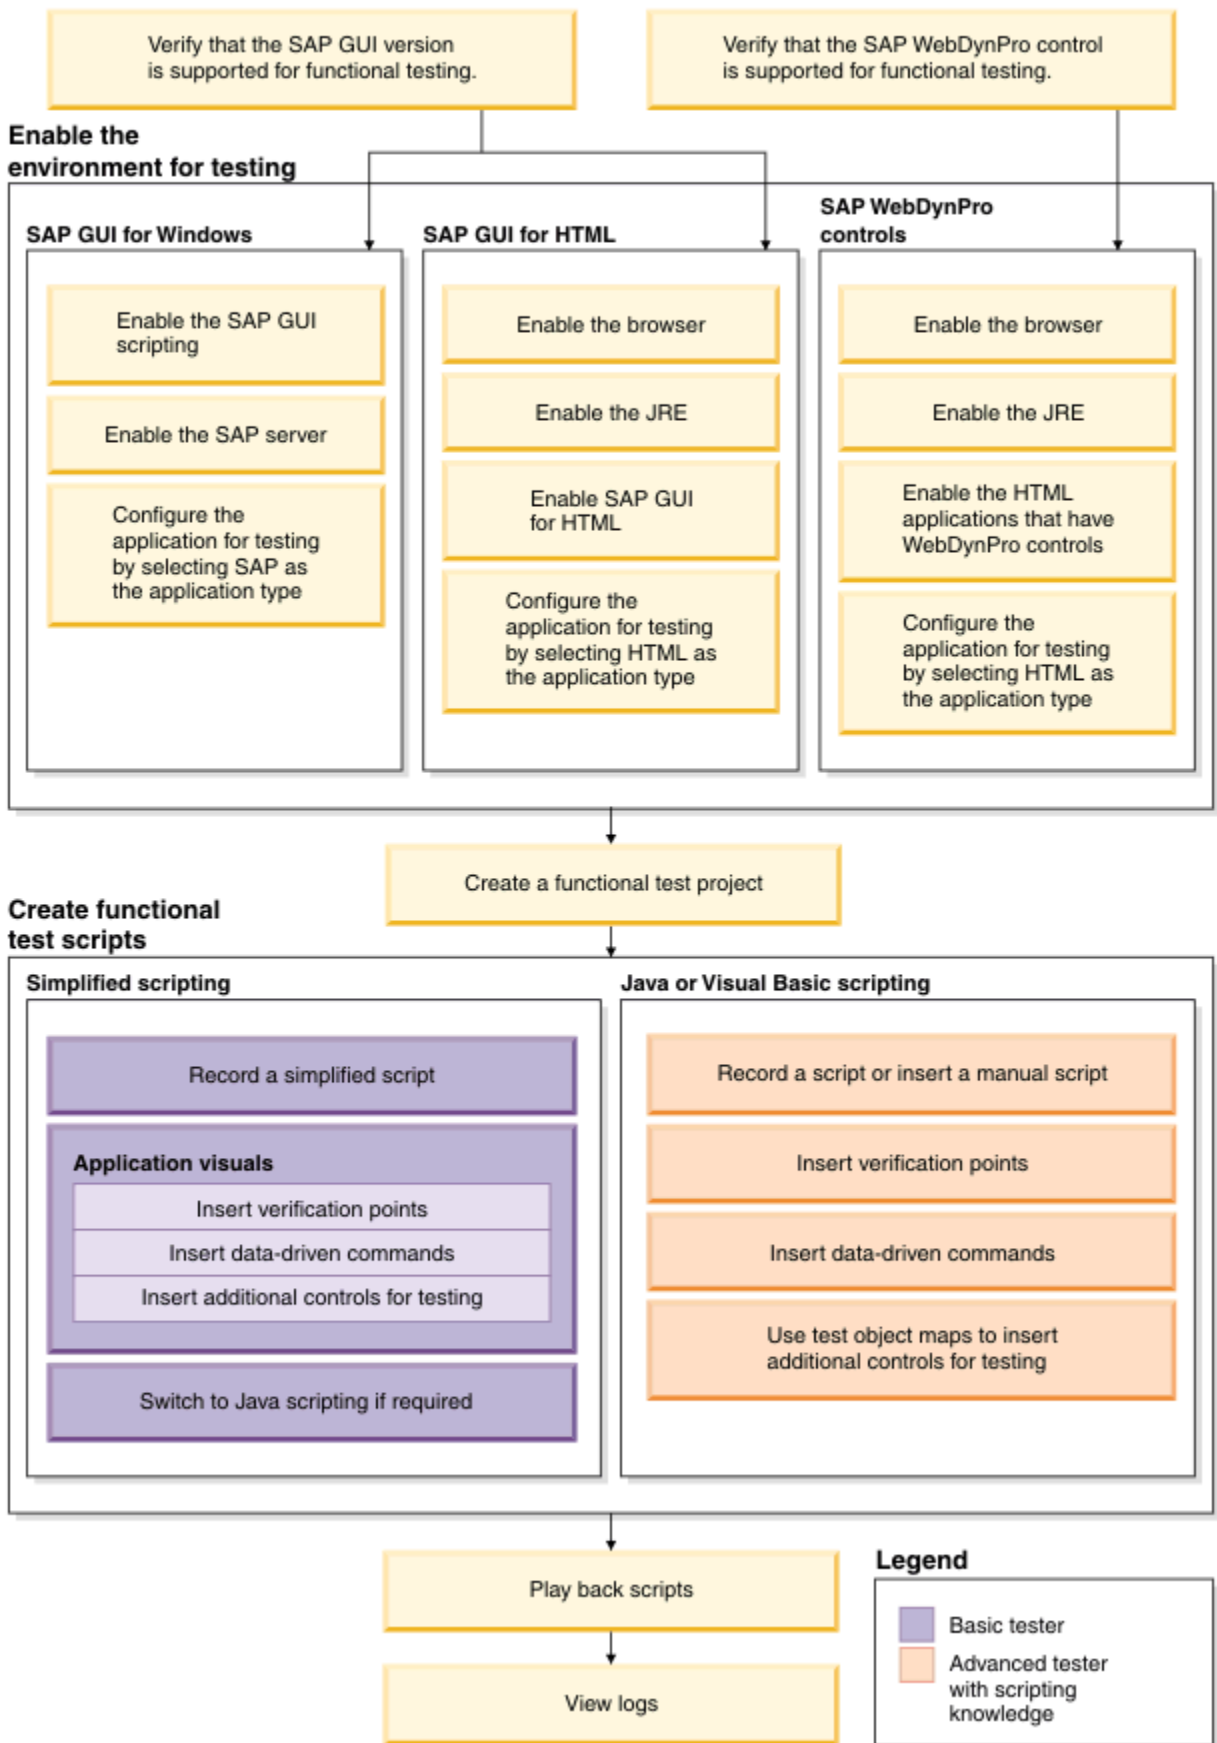 Verify that the SAP GUI version
is supported for functional testing.
Verify that the SAP WebDynPro control
is supported for functional testing.
Enable the
environment for testing
SAP GUI for Windows
Enable the SAP GUI
scripting
Enable the SAP server
Configure the
application for testing
by selecting SAP as
the application type
SAP GUI for HTML
Enable the browser
Enable the JRE
Enable SAP GUI
for HTML
Configure the
application for testing
by selecting HTML as
the application type
SAP WebDynPro
controls
Enable the browser
Enable the JRE
Enable the HTML
applications that have
WebDynPro controls
Configure the
application for testing
by selecting HTML as
the application type
Create a functional test project
Create functional
test scripts
Simplified scripting
Record a simplified script
Application visuals
Insert verification points
Insert data-driven commands
Insert additional controls for testing
Switch to Java scripting if required
Java or Visual Basic scripting
Record a script or insert a manual script
Insert verification points
Insert data-driven commands
Use test object maps to insert
additional controls for testing
Play back scripts
View logs
Legend
Basic tester
Advanced tester
with scripting
knowledge